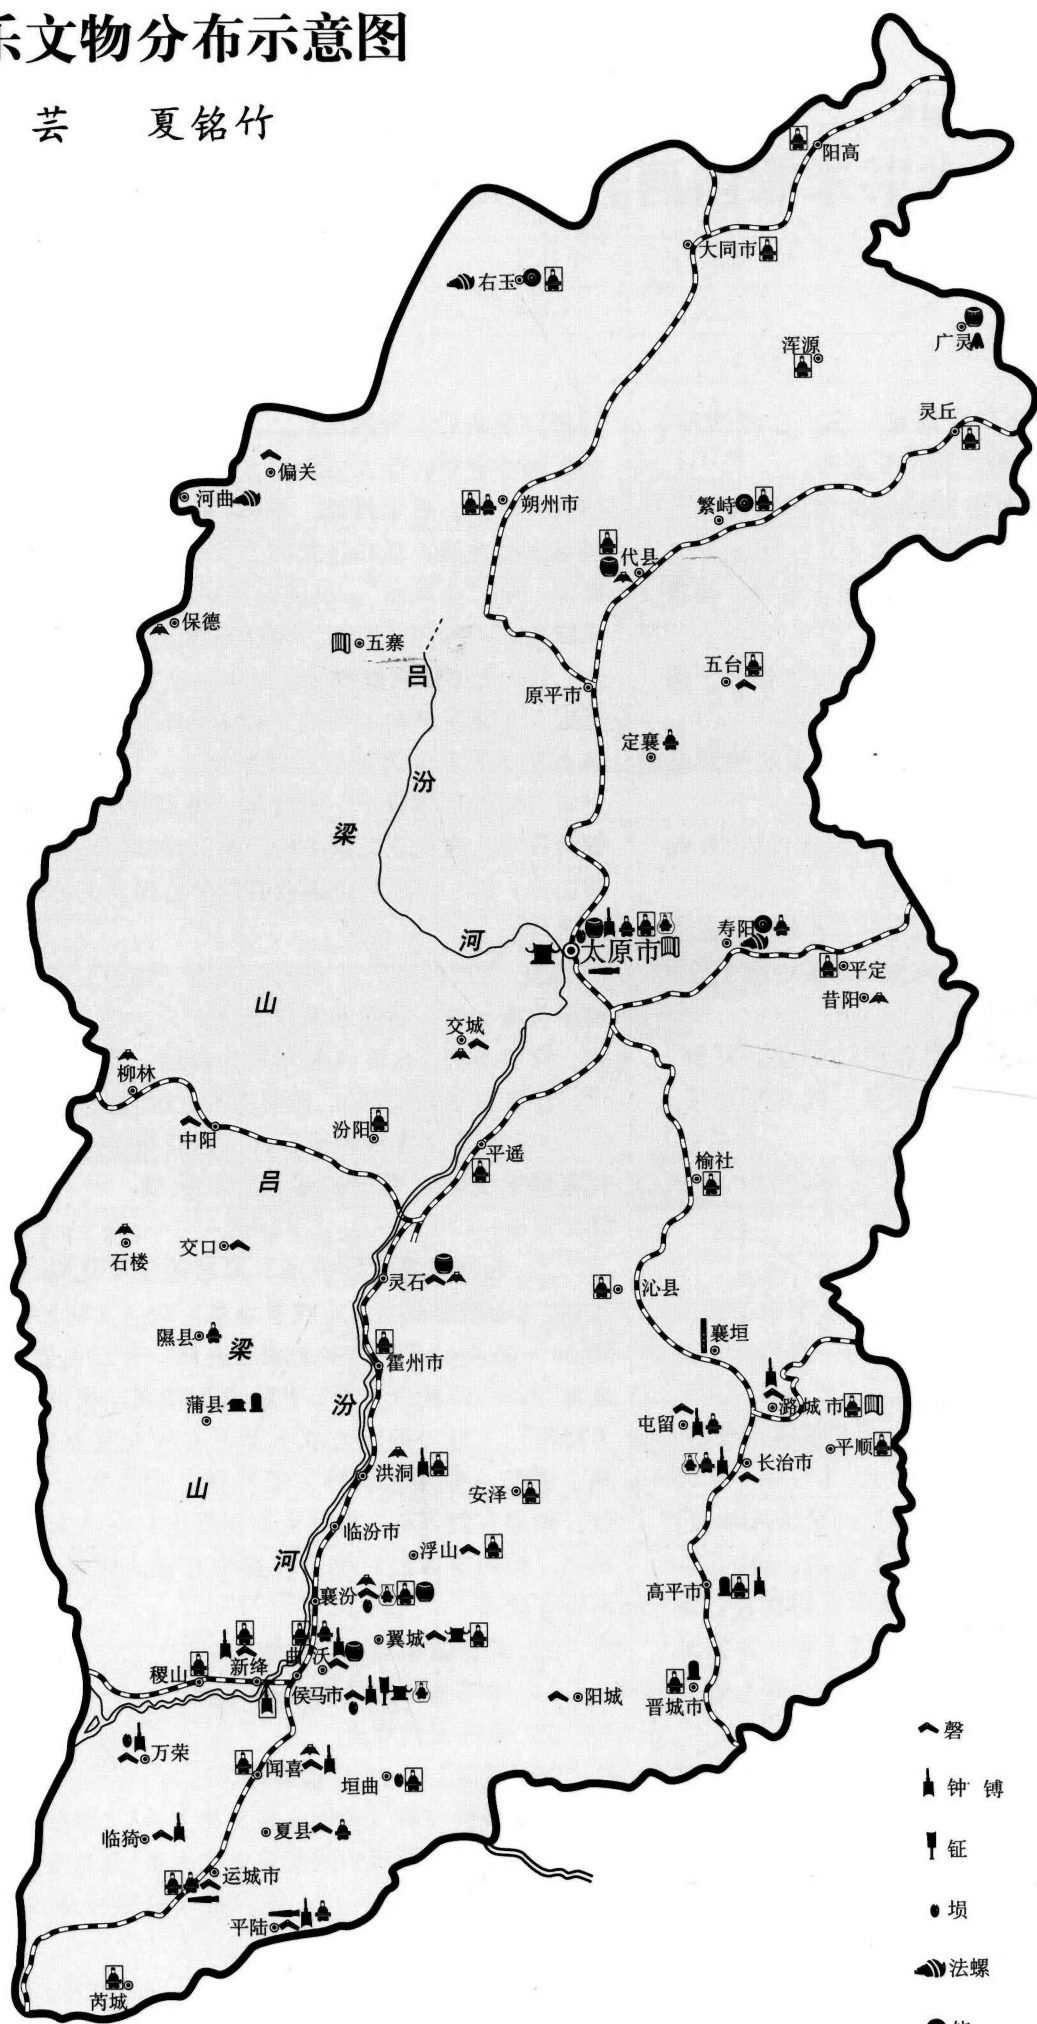 乐文物分布示意图
芸 夏铭竹
阳高
大同市
右玉
广灵
浑源
灵丘
偏关
河曲
朔州市
繁峙
代县
保德
五寨
吕
五台
原平市
定襄
汾
梁
河
太原市
寿阳
平定
昔阳
山
交城
柳林
中阳
汾阳
平遥
榆社
吕
石楼
交口
灵石
沁县
隰县
梁
襄垣
霍州市
蒲县
汾
潞城市
屯留
平顺
长治市
洪洞
山
安泽
临汾市
浮山
河
襄汾
高平市
翼城
曲沃
新绛
稷山
侯马市
阳城
晋城市
磬
万荣
闻喜
垣曲
钟 镈
临猗
夏县
钲
运城市
埙
平陆
法螺
芮城